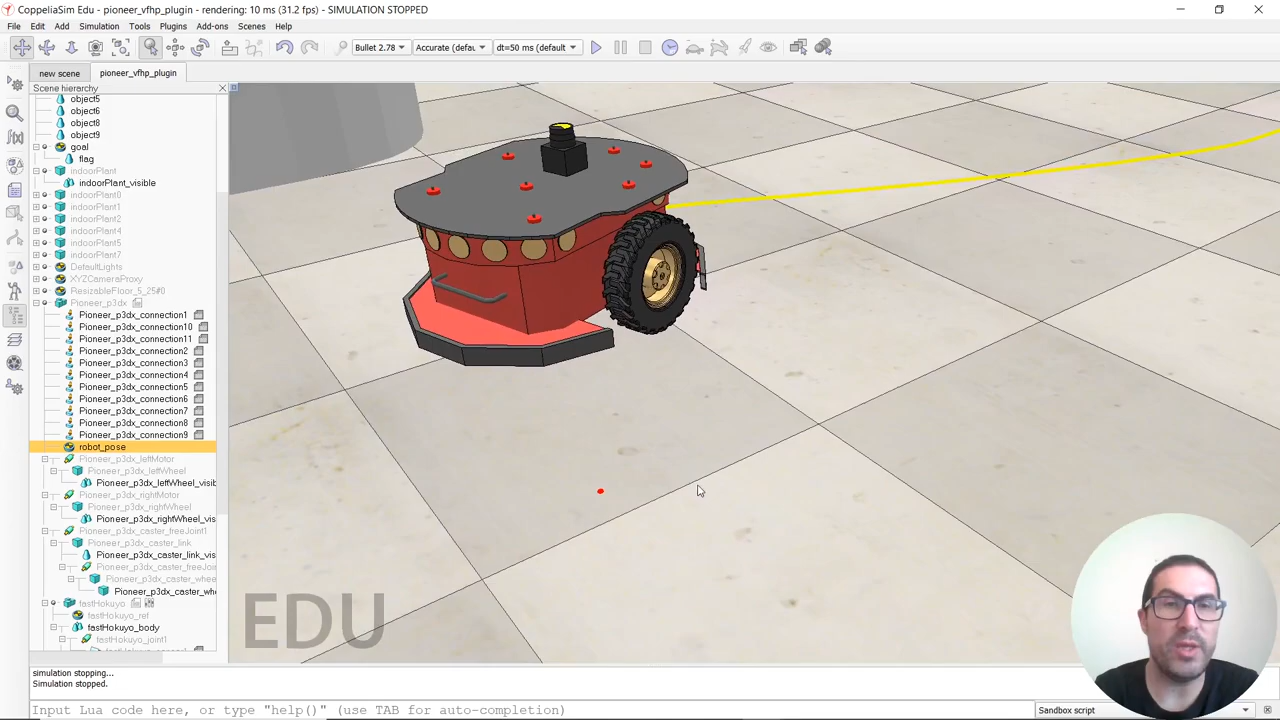 CoppeliaSim Edu - pioneer_vfhp_plugin - rendering: 10 ms (31.2 fps) - SIMULATION STOPPED
File Edit Add Simulation Tools Plugins Add-ons Scenes Help
Bullet 2.78 Accurate (defau dt=50 ms (default
new scene pioneer_vfhp_plugin
Scene hierarchy
object5
object6
object8
object9
goal
flag
indoorPlant
indoorPlant_visible
indoorPlant0
indoorPlant1
indoorPlant2
indoorPlant4
indoorPlant5
indoorPlant7
DefaultLights
XYZCameraProxy
ResizableFloor_5_25#0
Pioneer_p3dx
Pioneer_p3dx_connection1
Pioneer_p3dx_connection10
Pioneer_p3dx_connection11
Pioneer_p3dx_connection2
Pioneer_p3dx_connection3
Pioneer_p3dx_connection4
Pioneer_p3dx_connection5
Pioneer_p3dx_connection6
Pioneer_p3dx_connection7
Pioneer_p3dx_connection8
Pioneer_p3dx_connection9
robot_pose
Pioneer_p3dx_leftMotor
Pioneer_p3dx_leftWheel
Pioneer_p3dx_leftWheel_visib
Pioneer_p3dx_rightMotor
Pioneer_p3dx_rightWheel
Pioneer_p3dx_rightWheel_vis
Pioneer_p3dx_caster_freeJoint1
Pioneer_p3dx_caster_link
Pioneer_p3dx_caster_link_vis
Pioneer_p3dx_caster_freeJoi
Pioneer_p3dx_caster_whee
Pioneer_p3dx_caster_wh
fastHokuyo
fastHokuyo_ref
fastHokuyo_body
fastHokuyo_joint1
EDU
simulation stopping...
Simulation stopped.
Input Lua code here, or type "help()" (use TAB for auto-completion)
Sandbox script